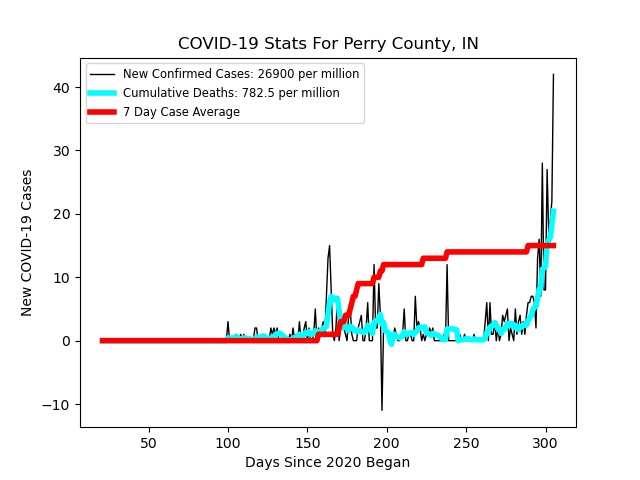 COVID-19 Stats For Perry County, IN
New Confirmed Cases: 26900 per million
Cumulative Deaths: 782.5 per million
7 Day Case Average
New COVID-19 Cases
40
30
20
10
0
−10
50 100 150 200 250 300
Days Since 2020 Began